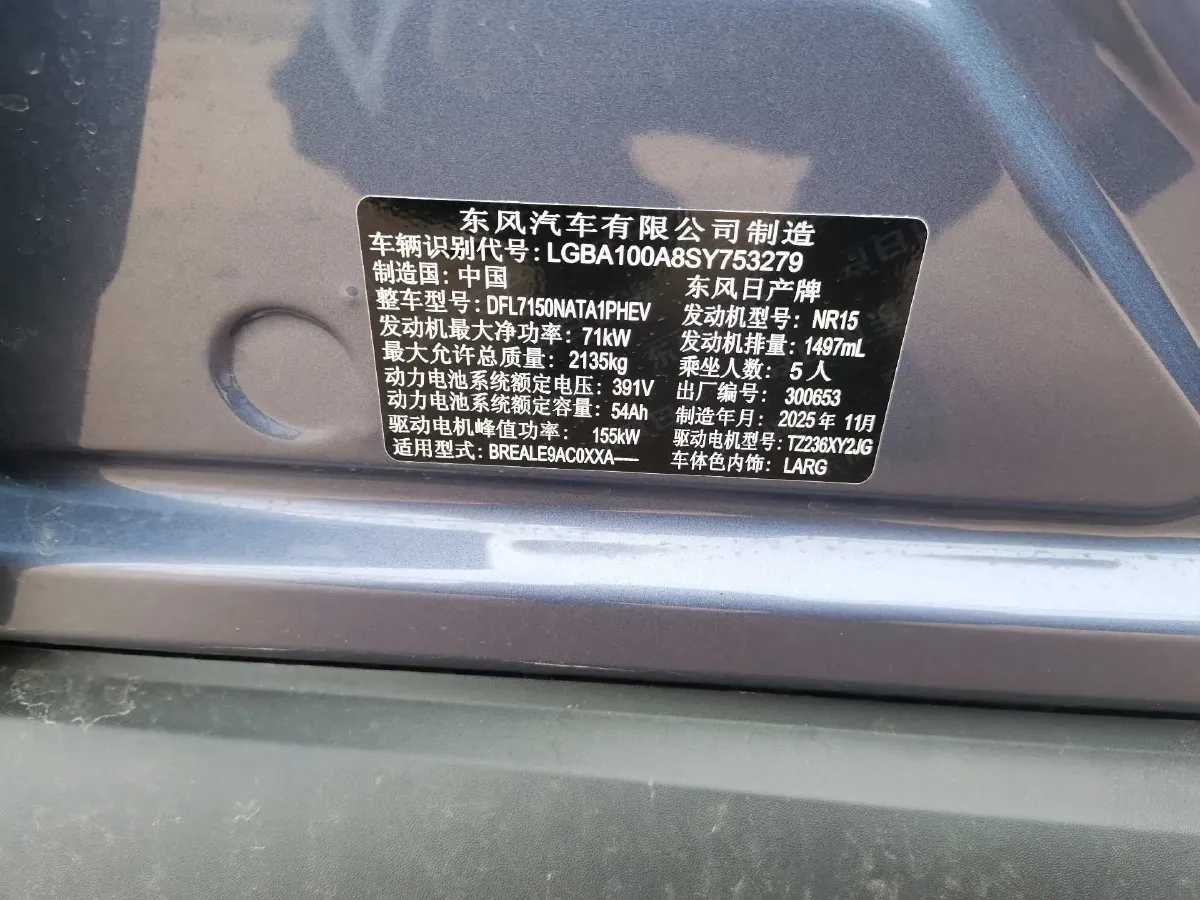 东风汽车有限公司制造
车辆识别代号: LGBA100A8SY753279
制造国: 中国 东风日产牌
整车型号: DFL7150NATA1PHEV 发动机型号: NR15
发动机最大净功率: 71kW 发动机排量: 1497mL
最大允许总质量: 2135kg 乘坐人数: 5人
动力电池系统额定电压: 391V 出厂编号: 300653
动力电池系统额定容量: 54Ah 制造年月: 2025年11月
驱动电机峰值功率: 155kW 驱动电机型号: TZ236XY2JG
适用型式: BREALE9AC0XXA— 车体色内饰: LARG